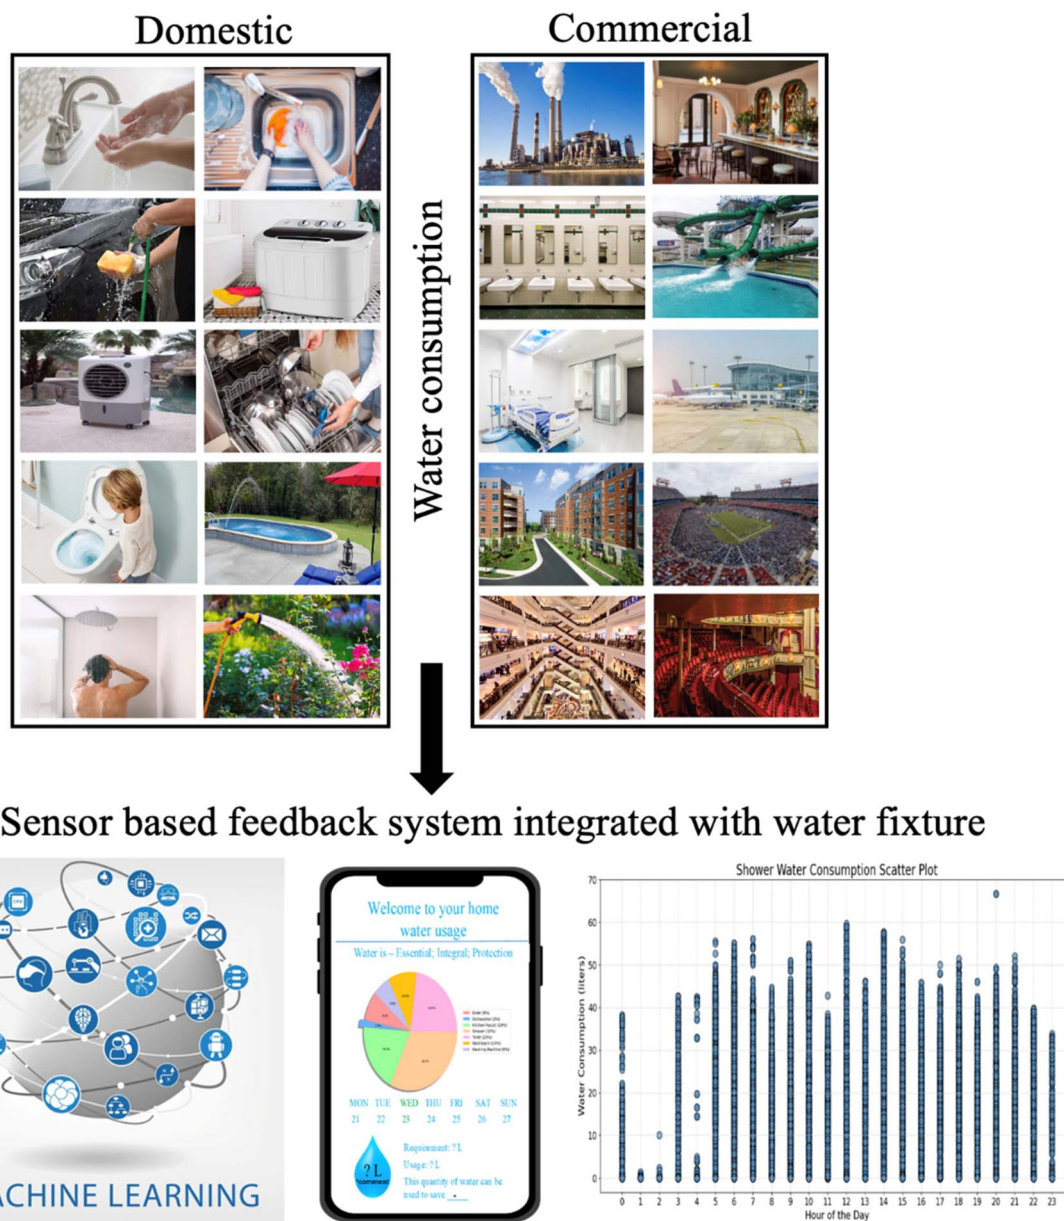 Domestic
Commercial
Water consumption
Sensor based feedback system integrated with water fixture
ACHINE LEARNING
CPU
Welcome to your home
water usage
Water is – Essential; Integral; Protection
MON TUE WED THU FRI SAT SUN
21 22 23 24 25 26 27
? L
*comment
Requirement: ? L
Usage: ? L
This quantity of water can be
used to save
Shower Water Consumption Scatter Plot
Water Consumption (liters)
70
60
50
40
30
20
10
0
0 1 2 3 4 5 6 7 8 9 10 11 12 13 14 15 16 17 18 19 20 21 22 23
Hour of the Day